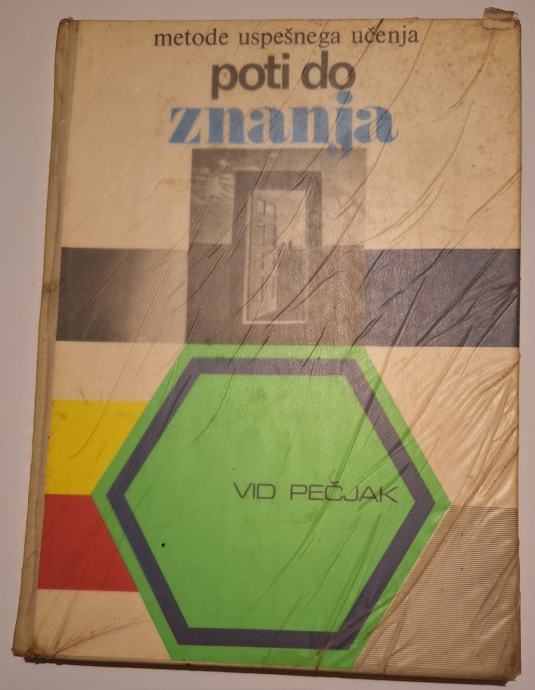 metode uspešnega učenja
poti do
znanja
VID PEČJAK